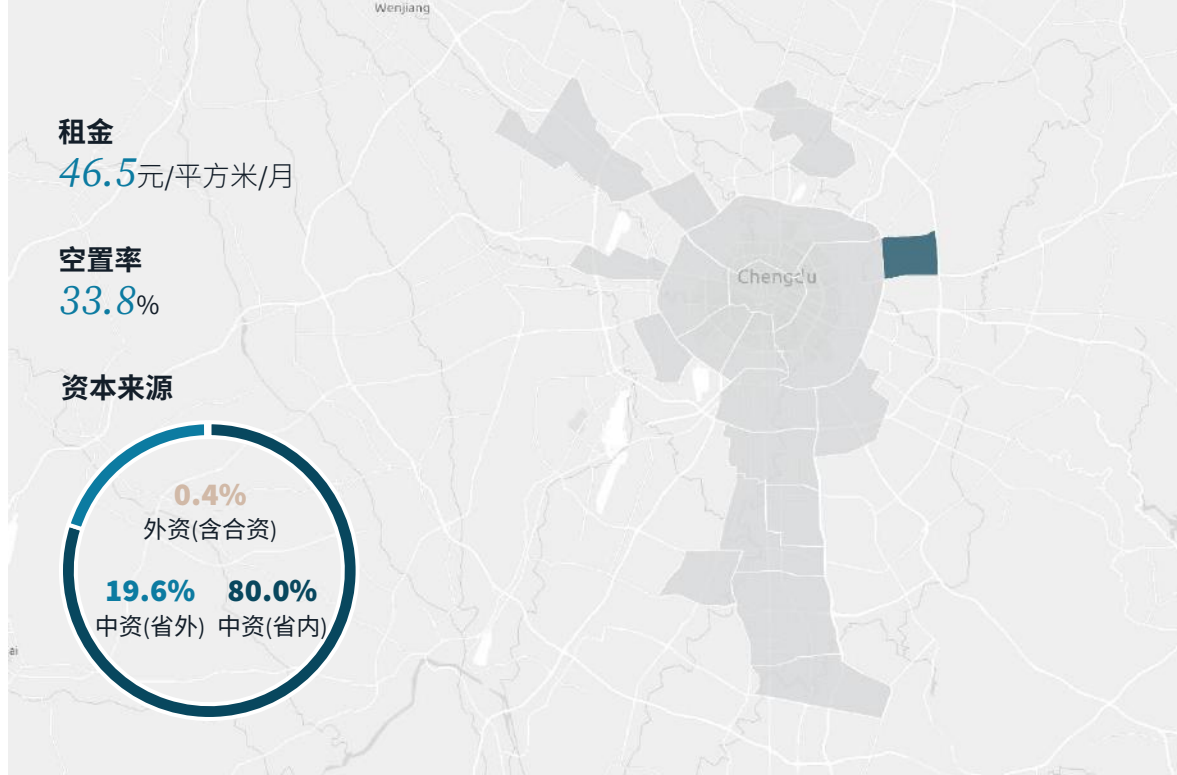 Wenjiang
租金
46.5元/平方米/月
空置率
33.8%
资本来源
Chengdu
0.4%
外资(含合资)
19.6% 80.0%
中资(省外) 中资(省内)
ai